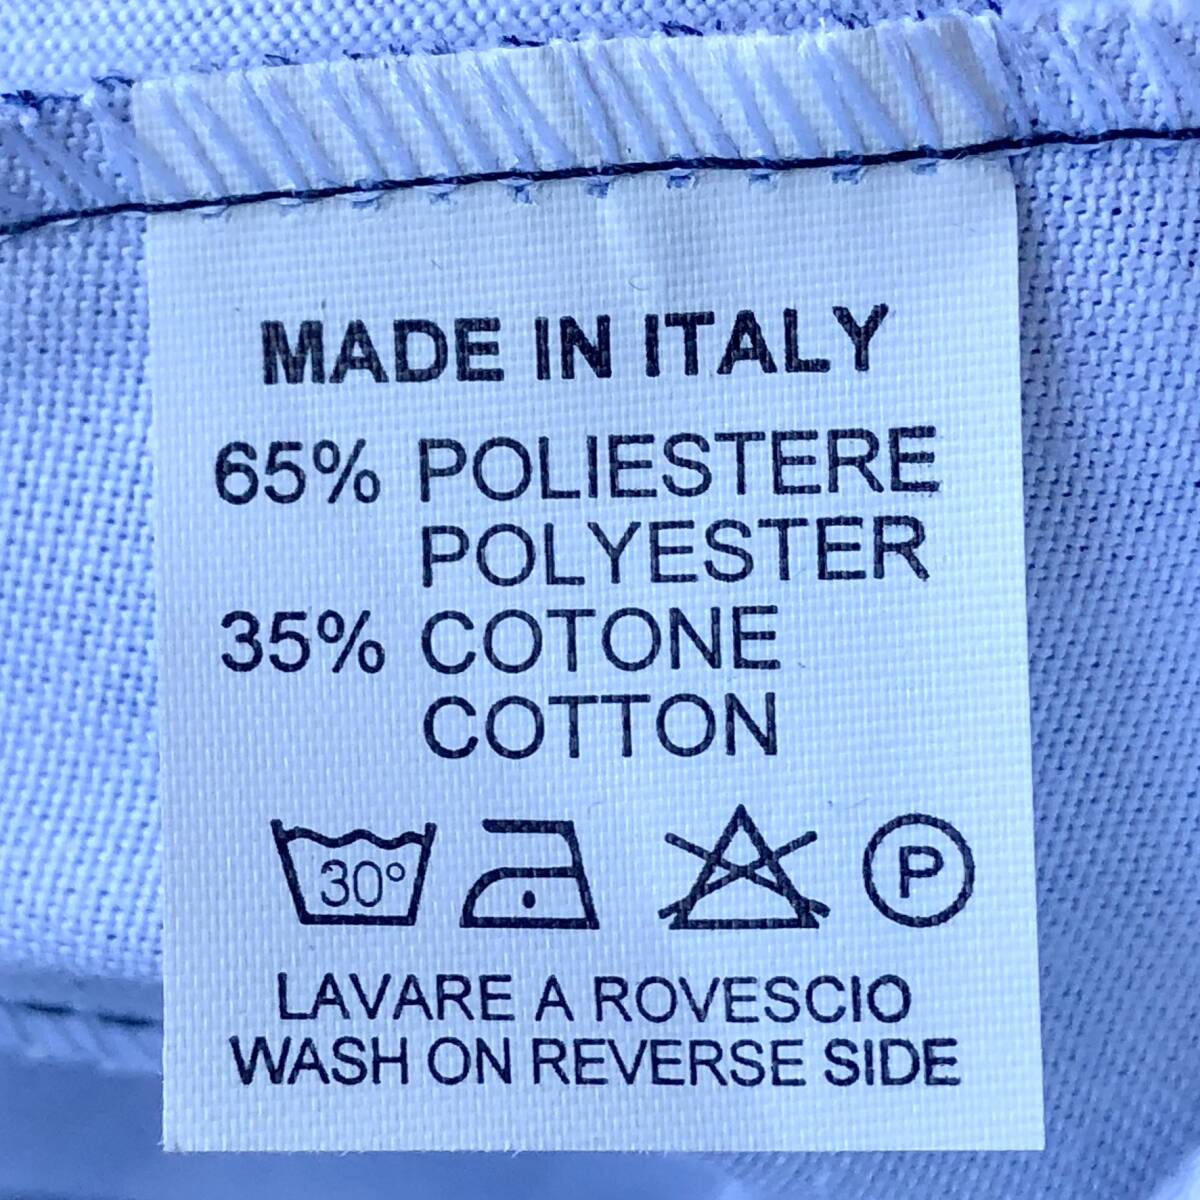 MADE IN ITALY
65% POLIESTERE
POLYESTER
35% COTONE
COTTON
30° P
LAVARE A ROVESCIO
WASH ON REVERSE SIDE